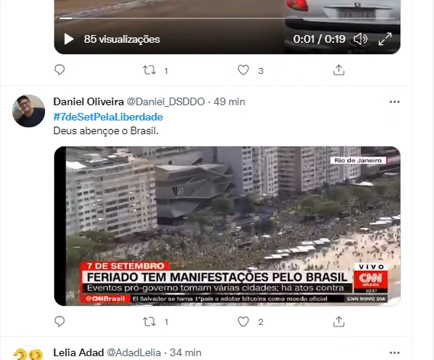 85 visualizações
0:01 / 0:19
1
3
Daniel Oliveira @Daniel_DSDDO · 49 min
#7deSetPelaLiberdade
Deus abençoe o Brasil.
Rio de Janeiro
7 DE SETEMBRO
VIVO
FERIADO TEM MANIFESTAÇÕES PELO BRASIL
CNN
BRASIL
Eventos pró-governo tomam várias cidades; há atos contra
@CNNBrasil
El Salvador se torna 1º país a adotar bitcoins como moeda oficial
CNN NOVO DIA
1
2
Lelia Adad @AdadLelia · 34 min